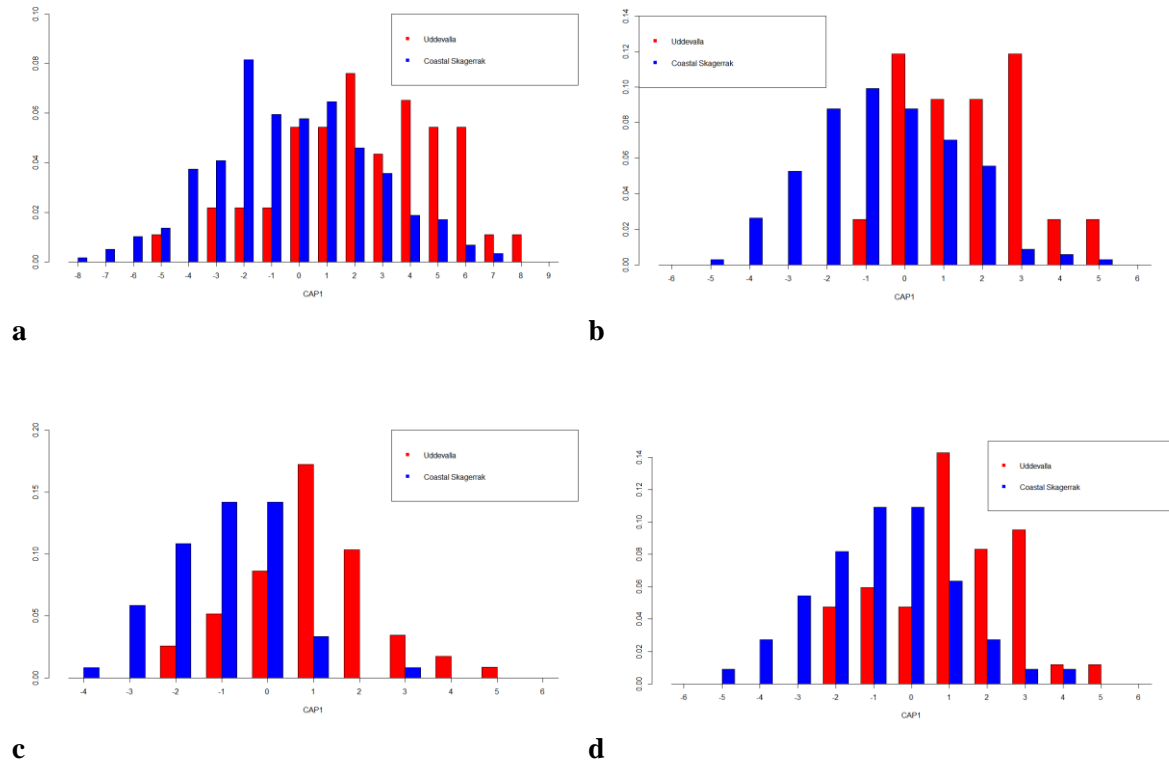 0.10
0.08
0.06
0.04
0.02
0.00
Uddevalla
Coastal Skagerrak
-8 -7 -6 -5 -4 -3 -2 -1 0 1 2 3 4 5 6 7 8 9
CAP1
a
0.14
0.12
0.10
0.08
0.06
0.04
0.02
0.00
Uddevalla
Coastal Skagerrak
-6 -5 -4 -3 -2 -1 0 1 2 3 4 5 6
CAP1
b
0.20
0.15
0.10
0.05
0.00
Uddevalla
Coastal Skagerrak
-4 -3 -2 -1 0 1 2 3 4 5 6
CAP1
c
0.14
0.12
0.10
0.08
0.06
0.04
0.02
0.00
Uddevalla
Coastal Skagerrak
-6 -5 -4 -3 -2 -1 0 1 2 3 4 5 6
CAP1
d